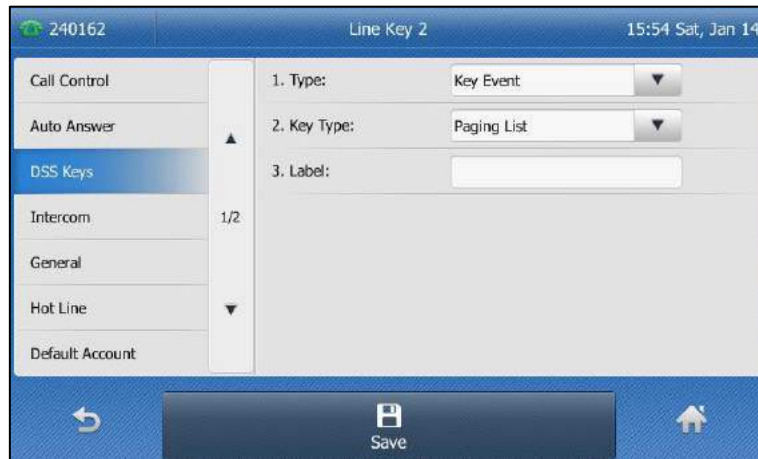 240162 Line Key 2 15:54 Sat, Jan 14
Call Control
Auto Answer
DSS Keys
Intercom
General
Hot Line
Default Account
1/2
1. Type: Key Event
2. Key Type: Paging List
3. Label:
Save